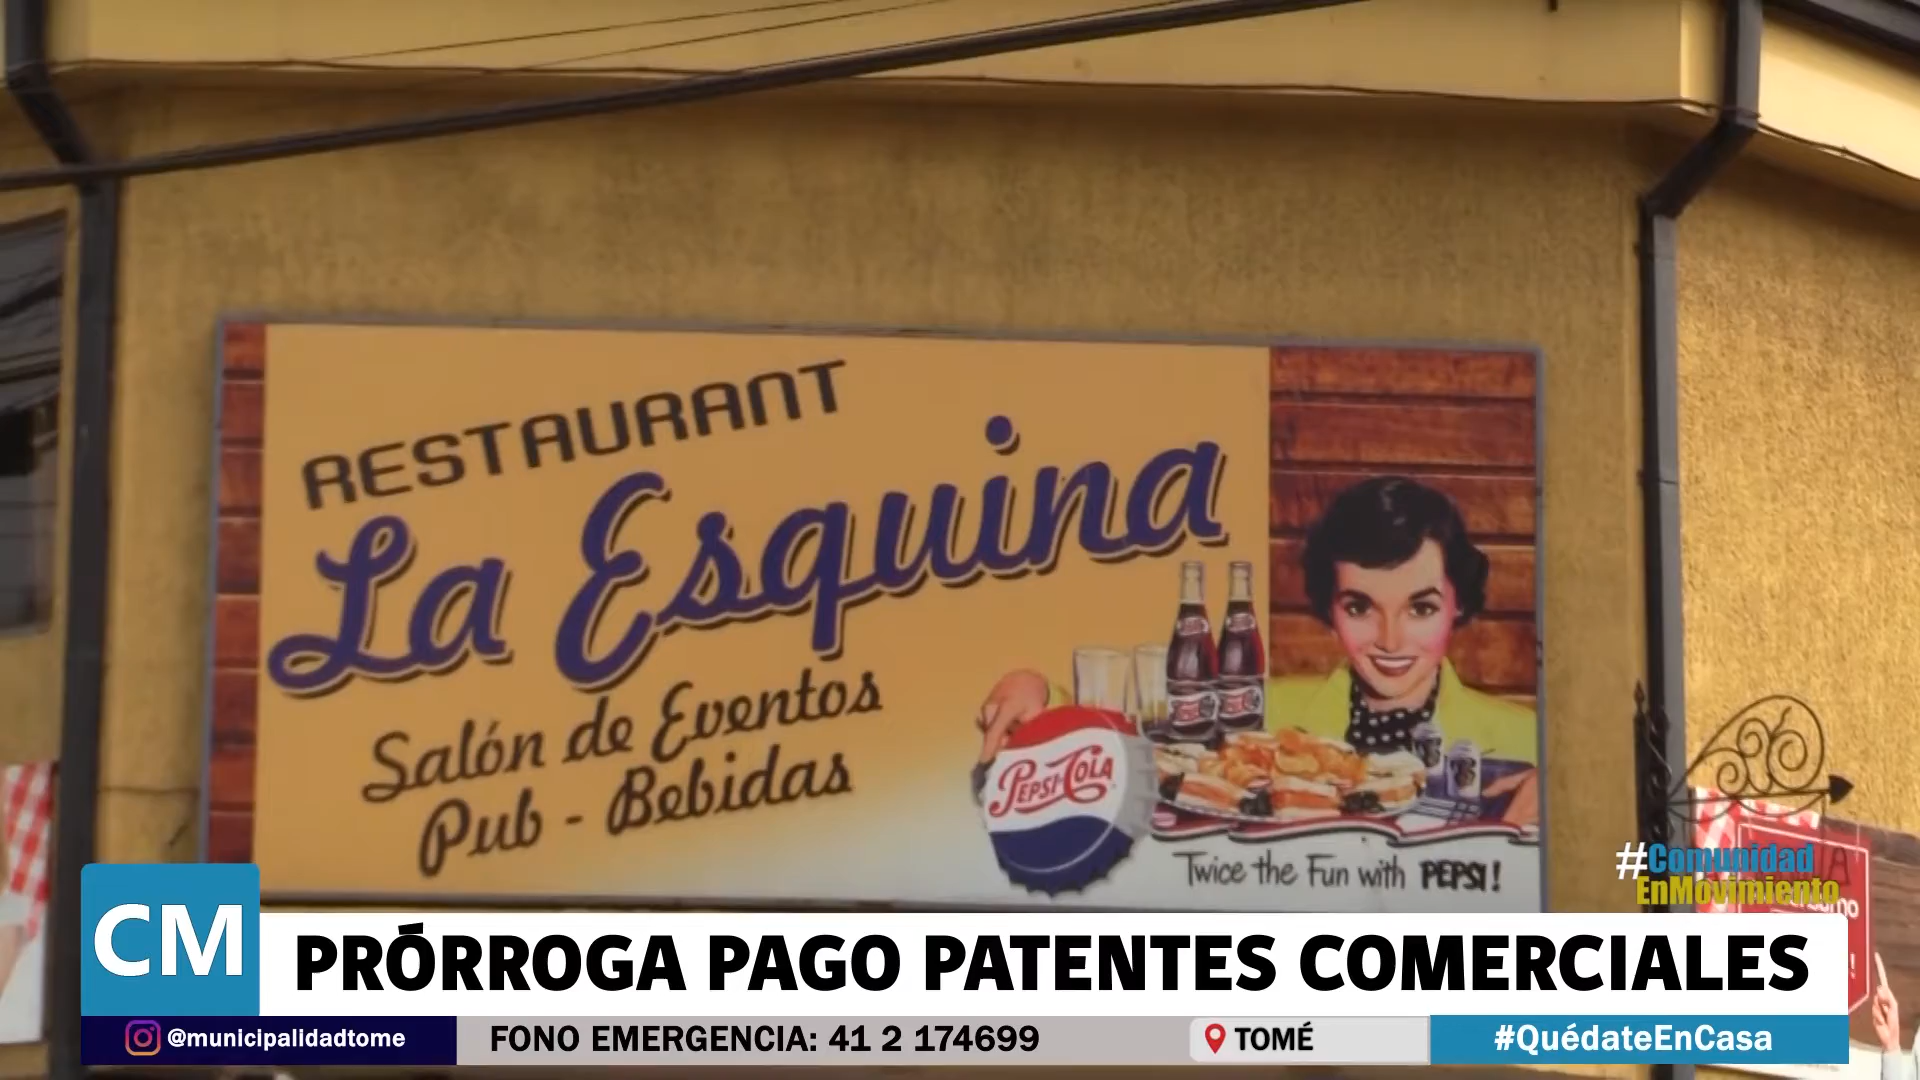 RESTAURANT
La Esquina
Salón de Eventos
Pub - Bebidas
PEPSI-COLA
Twice the Fun with PEPSI!
#Comunidad
EnMovimiento
CM
PRÓRROGA PAGO PATENTES COMERCIALES
@municipalidadtome
FONO EMERGENCIA: 41 2 174699
TOMÉ
#QuédateEnCasa